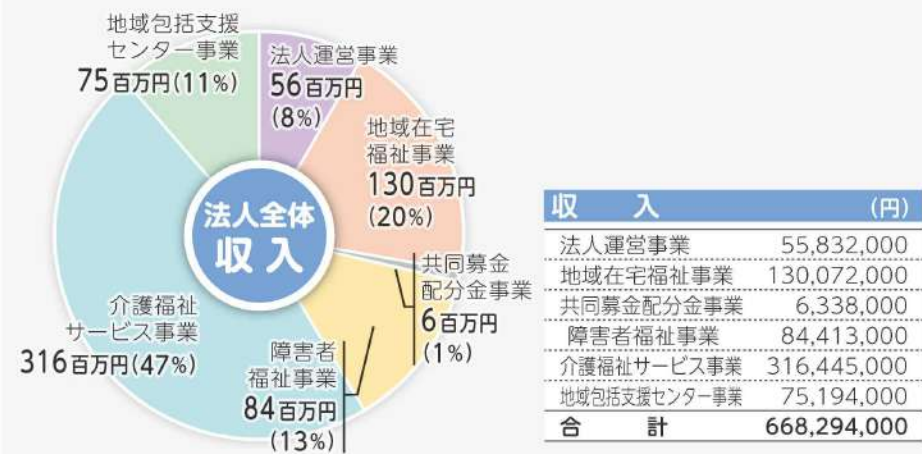 地域包括支援
センター事業
75百万円(11%)
法人運営事業
56百万円
(8%)
地域在宅
福祉事業
130百万円
(20%)
法人全体
収入
共同募金
配分金事業
6百万円
(1%)
介護福祉
サービス事業
316百万円(47%)
障害者
福祉事業
84百万円
(13%)
収 入 (円)
法人運営事業 55,832,000
地域在宅福祉事業 130,072,000
共同募金配分金事業 6,338,000
障害者福祉事業 84,413,000
介護福祉サービス事業 316,445,000
地域包括支援センター事業 75,194,000
合 計 668,294,000